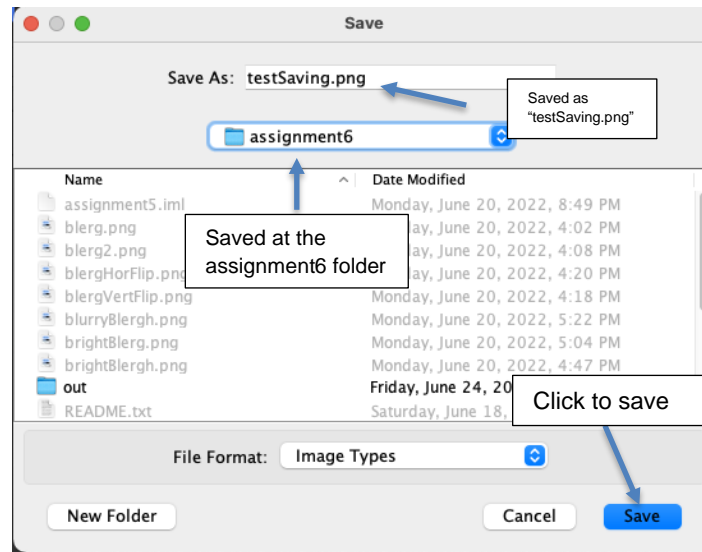 Save
Save As: testSaving.png
Saved as
“testSaving.png”
assignment6
Name Date Modified
assignment5.iml Monday, June 20, 2022, 8:49 PM
blerg.png Monday, June 20, 2022, 4:02 PM
blerg2.png June 20, 2022, 4:08 PM
Saved at the
assignment6 folder
blergHorFlip.png June 20, 2022, 4:20 PM
blergVertFlip.png June 20, 2022, 4:18 PM
blurryBlergh.png Monday, June 20, 2022, 5:22 PM
brightBlerg.png Monday, June 20, 2022, 5:04 PM
brightBlergh.png Monday, June 20, 2022, 4:47 PM
out Friday, June 24, 20
Click to save
README.txt Saturday, June 18,
File Format: Image Types
New Folder Cancel Save